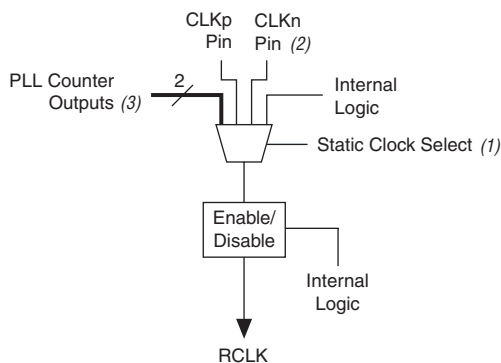 CLKp
Pin
CLKn
Pin (2)
PLL Counter
Outputs (3)
2
Internal
Logic
Static Clock Select (1)
Enable/
Disable
Internal
Logic
RCLK